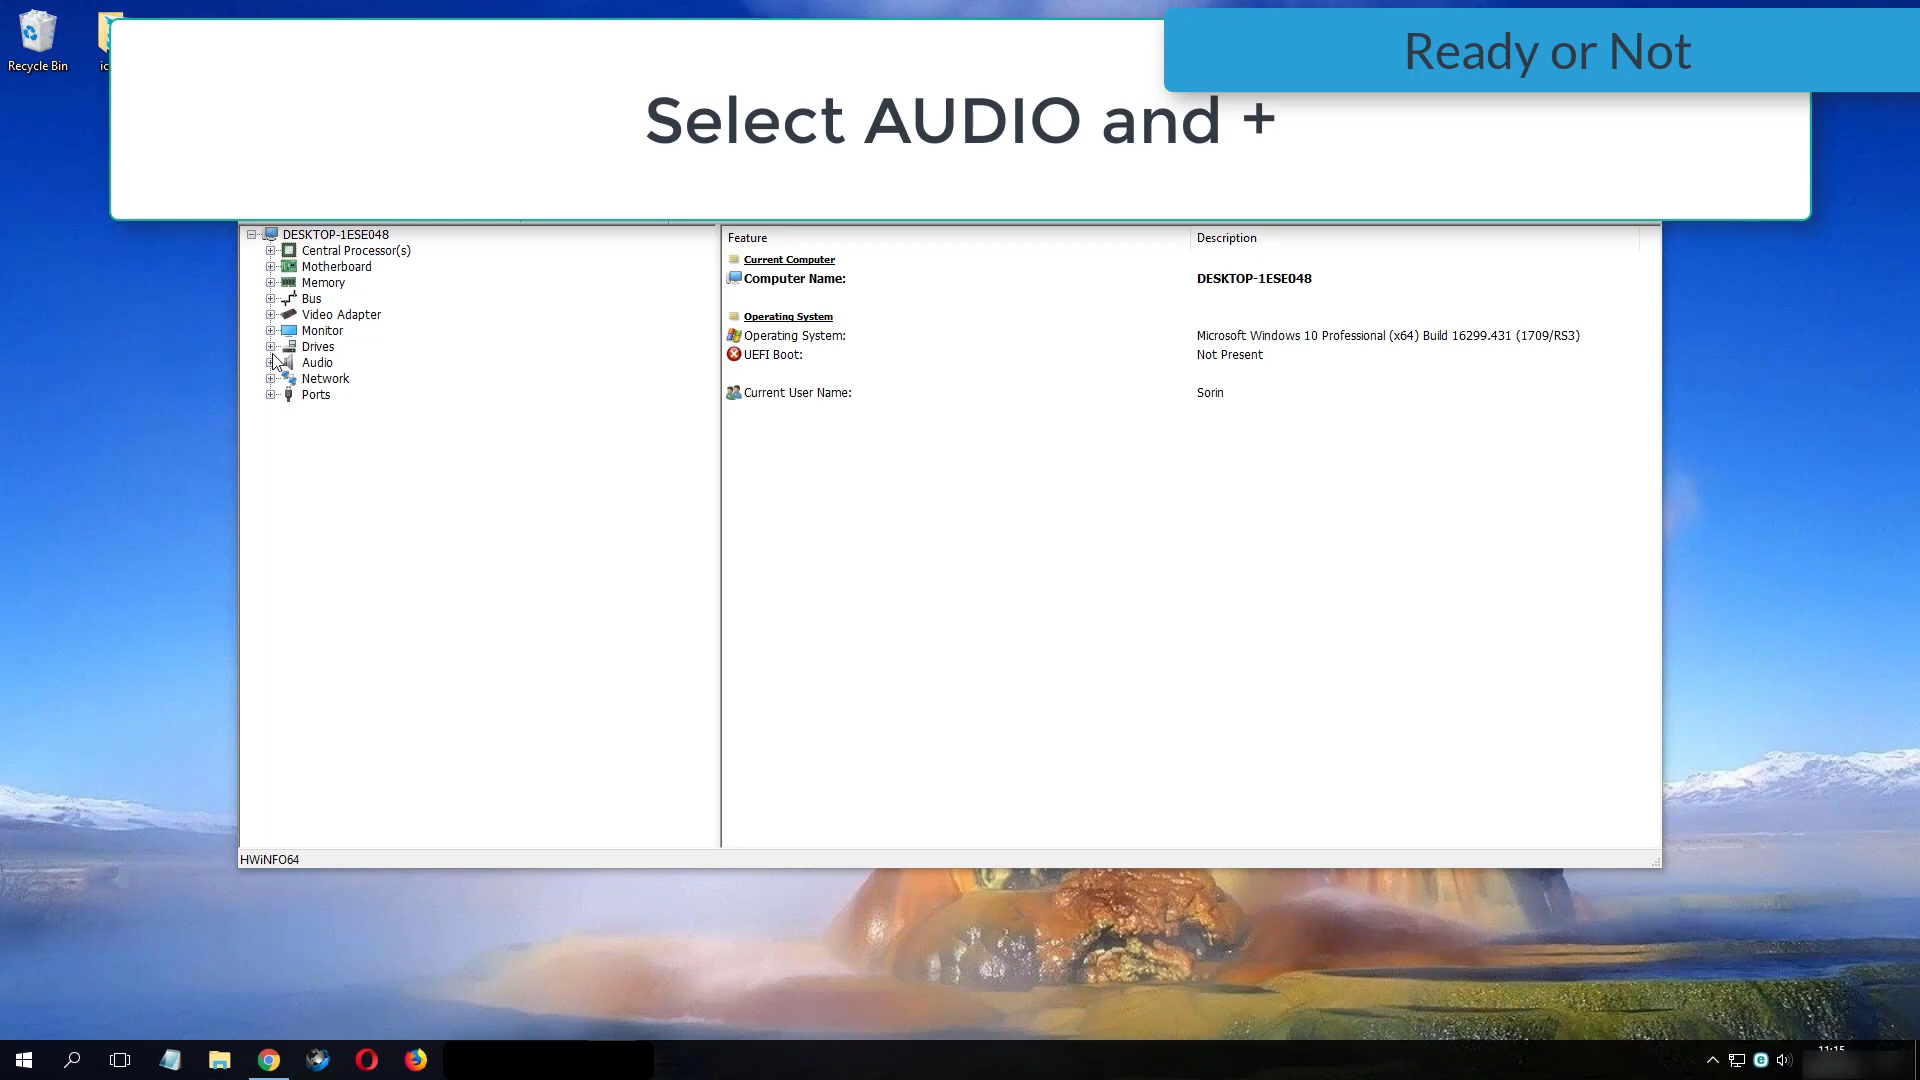 Recycle Bin
Ready or Not
Select AUDIO and +
DESKTOP-1ESE048
Central Processor(s)
Motherboard
Memory
Bus
Video Adapter
Monitor
Drives
Audio
Network
Ports
Feature Description
Current Computer
Computer Name: DESKTOP-1ESE048
Operating System
Operating System: Microsoft Windows 10 Professional (x64) Build 16299.431 (1709/RS3)
UEFI Boot: Not Present
Current User Name: Sorin
HWiNFO64
11:15